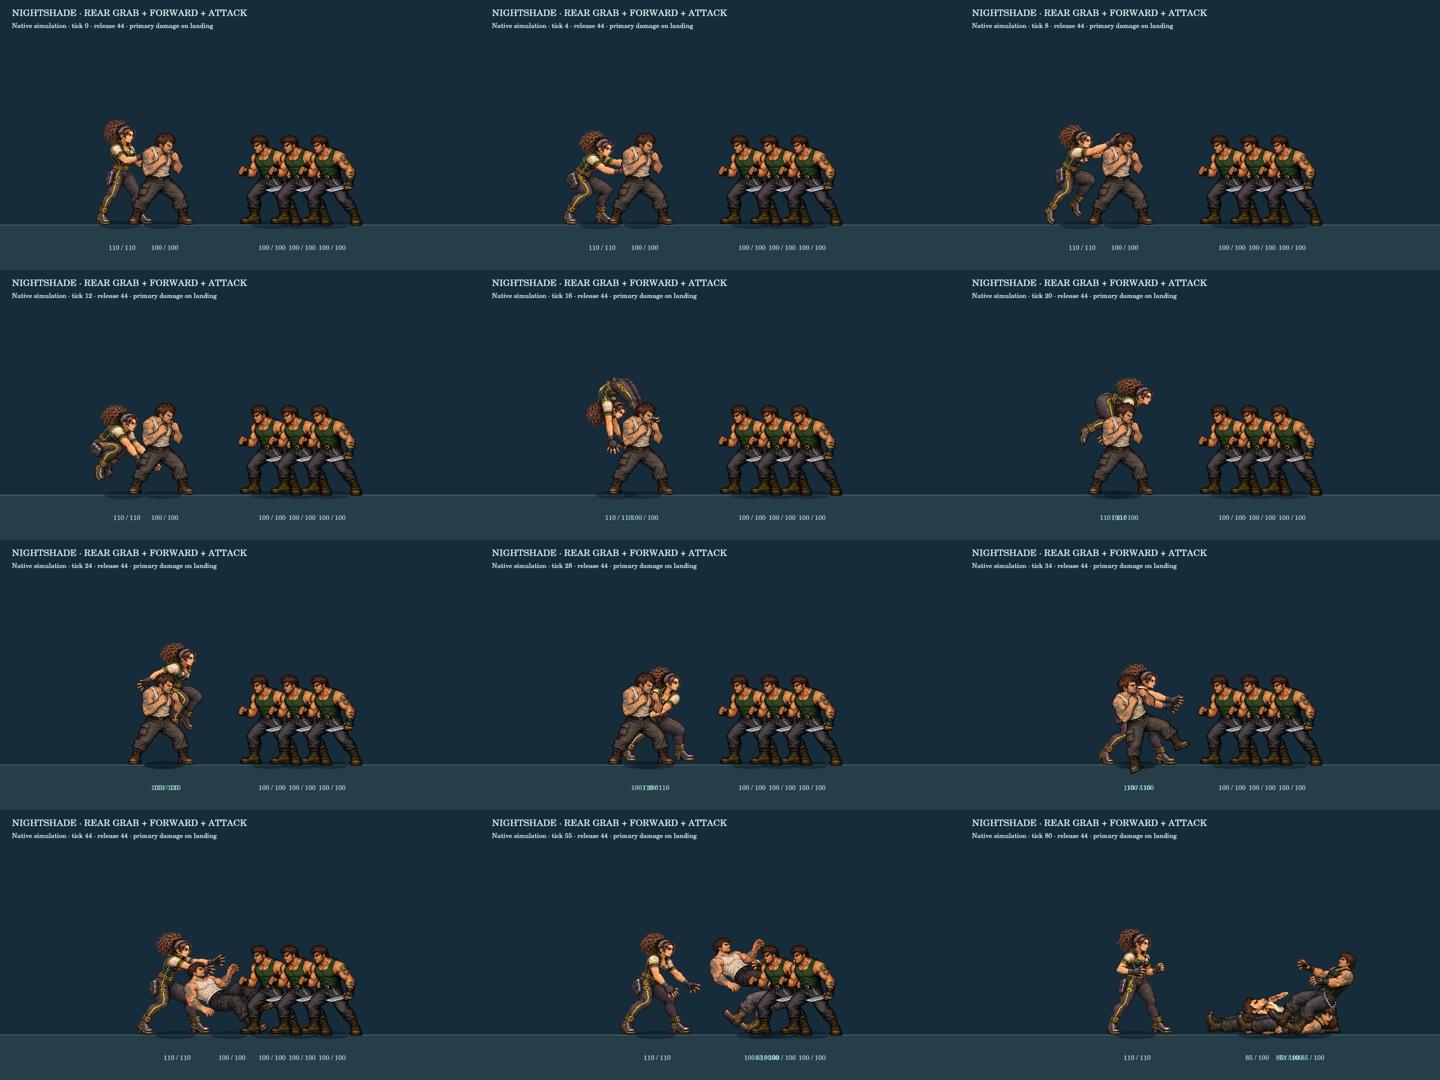 NIGHTSHADE · REAR GRAB + FORWARD + ATTACK
Native simulation · tick 0 · release 44 · primary damage on landing
110 / 110 100 / 100 100 / 100 100 / 100 100 / 100
NIGHTSHADE · REAR GRAB + FORWARD + ATTACK
Native simulation · tick 4 · release 44 · primary damage on landing
110 / 110 100 / 100 100 / 100 100 / 100 100 / 100
NIGHTSHADE · REAR GRAB + FORWARD + ATTACK
Native simulation · tick 8 · release 44 · primary damage on landing
110 / 110 100 / 100 100 / 100 100 / 100 100 / 100
NIGHTSHADE · REAR GRAB + FORWARD + ATTACK
Native simulation · tick 12 · release 44 · primary damage on landing
110 / 110 100 / 100 100 / 100 100 / 100 100 / 100
NIGHTSHADE · REAR GRAB + FORWARD + ATTACK
Native simulation · tick 16 · release 44 · primary damage on landing
110 / 110 100 / 100 100 / 100 100 / 100 100 / 100
NIGHTSHADE · REAR GRAB + FORWARD + ATTACK
Native simulation · tick 20 · release 44 · primary damage on landing
100 / 100 100 / 100 100 / 100
NIGHTSHADE · REAR GRAB + FORWARD + ATTACK
Native simulation · tick 24 · release 44 · primary damage on landing
100 / 100 100 / 100 100 / 100
NIGHTSHADE · REAR GRAB + FORWARD + ATTACK
Native simulation · tick 28 · release 44 · primary damage on landing
100 / 100 100 / 100 100 / 100
NIGHTSHADE · REAR GRAB + FORWARD + ATTACK
Native simulation · tick 34 · release 44 · primary damage on landing
100 / 100 100 / 100 100 / 100
NIGHTSHADE · REAR GRAB + FORWARD + ATTACK
Native simulation · tick 44 · release 44 · primary damage on landing
110 / 110 100 / 100 100 / 100 100 / 100 100 / 100
NIGHTSHADE · REAR GRAB + FORWARD + ATTACK
Native simulation · tick 55 · release 44 · primary damage on landing
110 / 110 100 / 100 100 / 100
NIGHTSHADE · REAR GRAB + FORWARD + ATTACK
Native simulation · tick 80 · release 44 · primary damage on landing
110 / 110 85 / 100